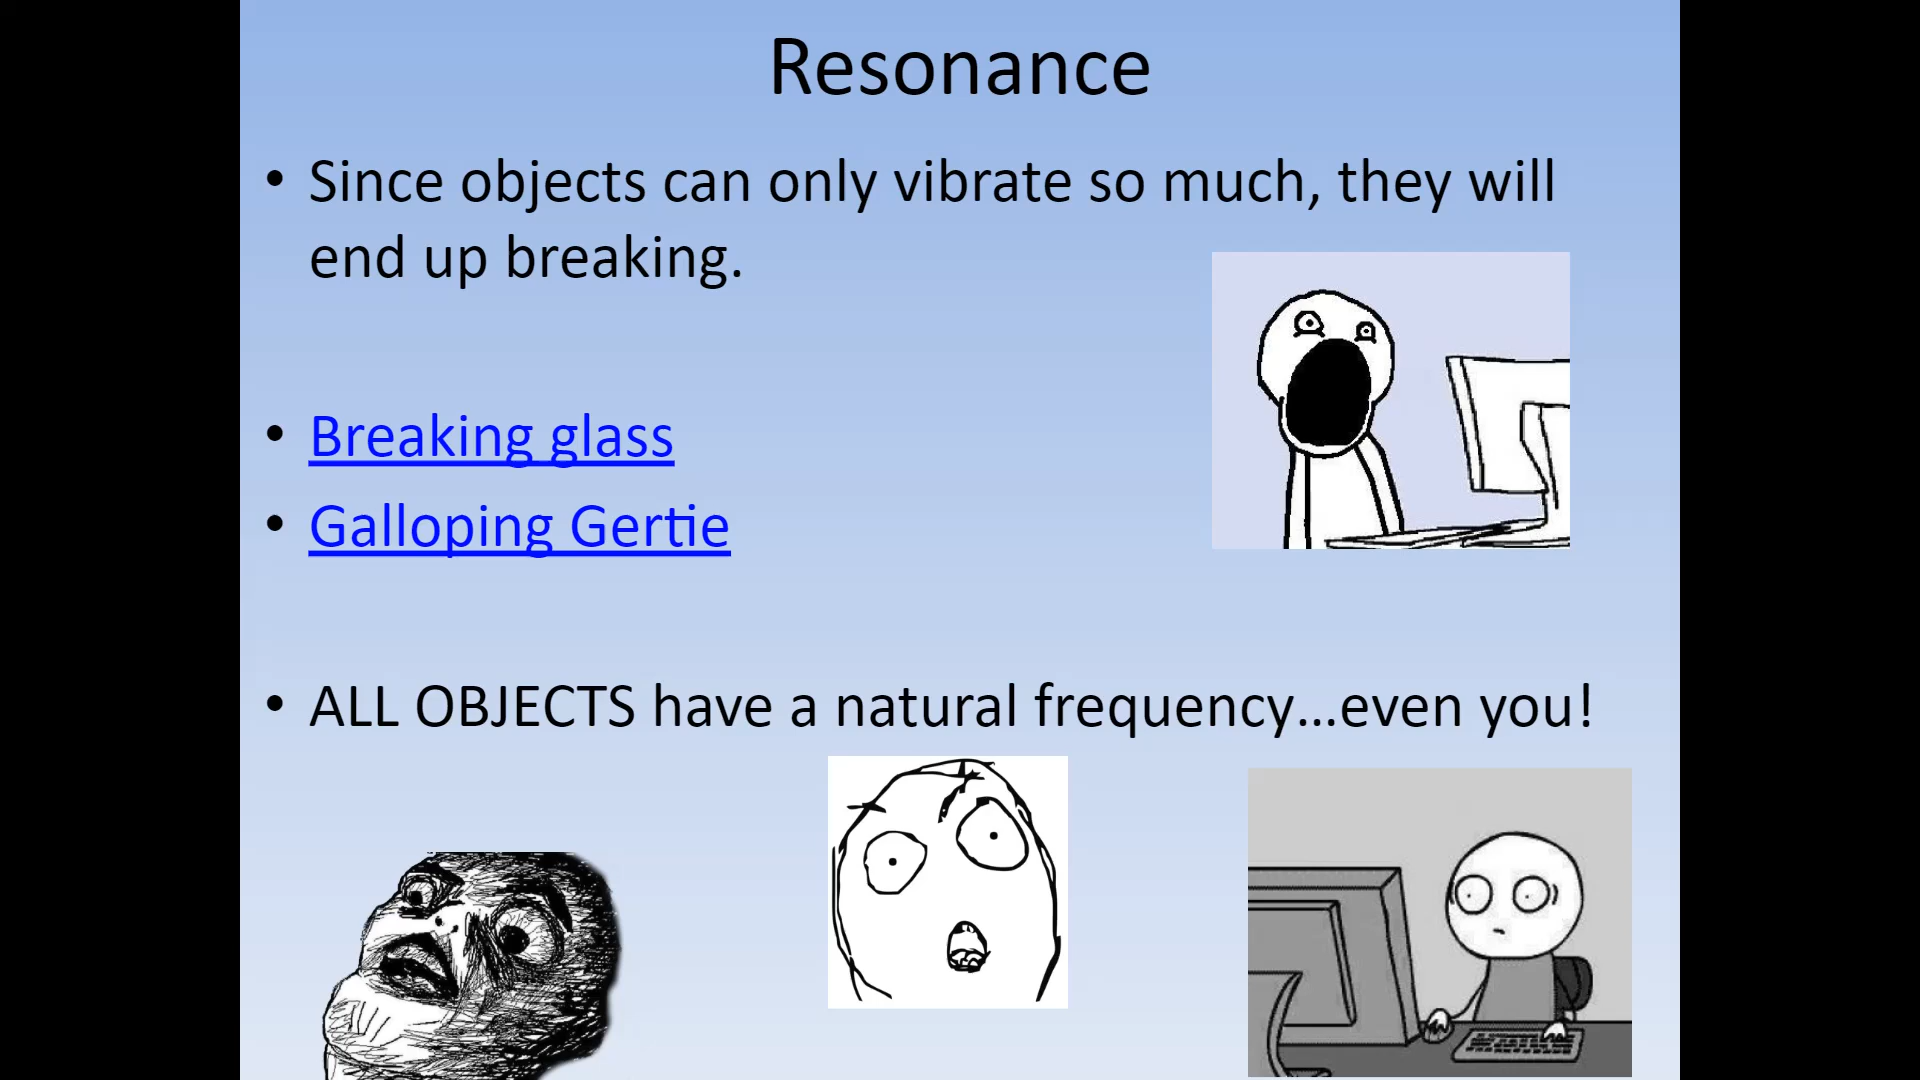 Resonance
• Since objects can only vibrate so much, they will
end up breaking.
• Breaking glass
• Galloping Gertie
• ALL OBJECTS have a natural frequency...even you!